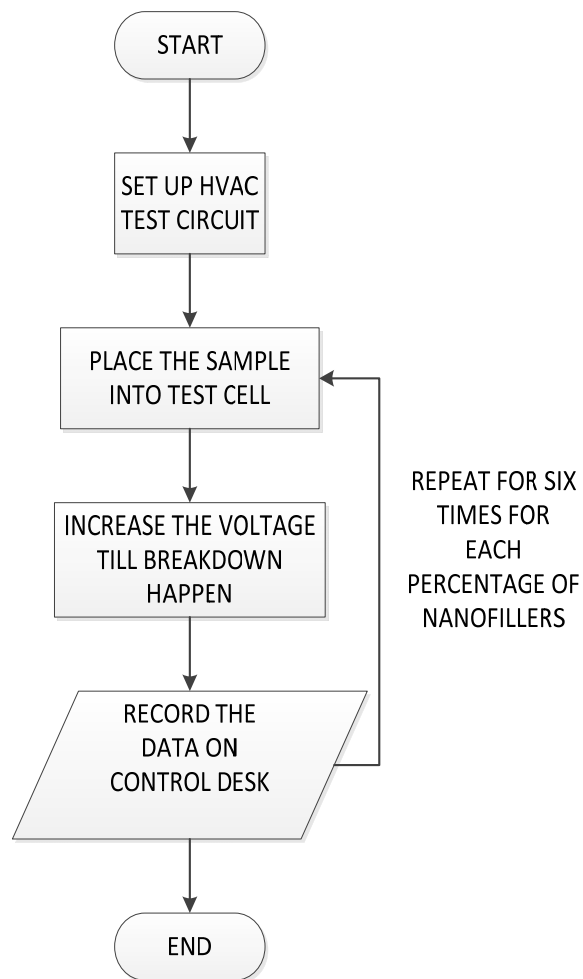 START
SET UP HVAC
TEST CIRCUIT
PLACE THE SAMPLE
INTO TEST CELL
INCREASE THE VOLTAGE
TILL BREAKDOWN
HAPPEN
RECORD THE
DATA ON
CONTROL DESK
REPEAT FOR SIX
TIMES FOR
EACH
PERCENTAGE OF
NANOFILLERS
END